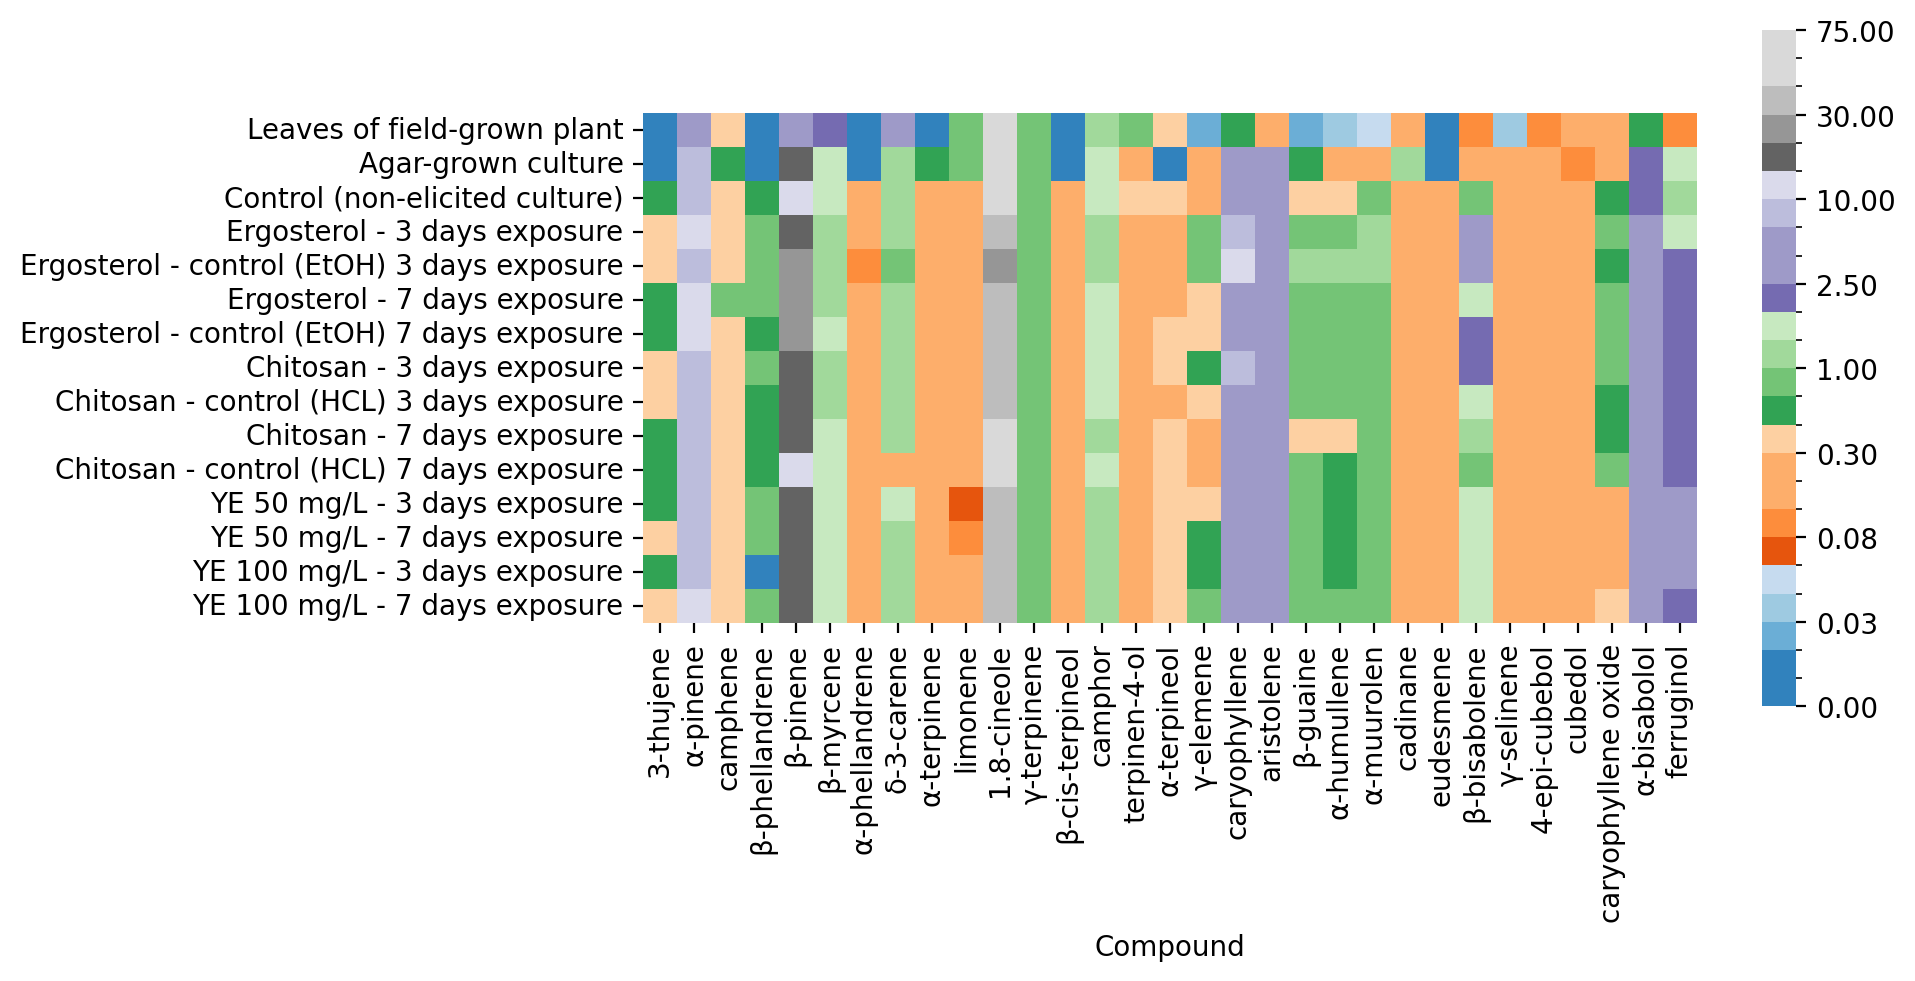 Leaves of field-grown plant
Agar-grown culture
Control (non-elicited culture)
Ergosterol - 3 days exposure
Ergosterol - control (EtOH) 3 days exposure
Ergosterol - 7 days exposure
Ergosterol - control (EtOH) 7 days exposure
Chitosan - 3 days exposure
Chitosan - control (HCL) 3 days exposure
Chitosan - 7 days exposure
Chitosan - control (HCL) 7 days exposure
YE 50 mg/L - 3 days exposure
YE 50 mg/L - 7 days exposure
YE 100 mg/L - 3 days exposure
YE 100 mg/L - 7 days exposure
3-thujene
α-pinene
camphene
β-phellandrene
β-pinene
β-myrcene
α-phellandrene
δ-3-carene
α-terpinene
limonene
1.8-cineole
γ-terpinene
β-cis-terpineol
camphor
terpinen-4-ol
α-terpineol
γ-elemene
caryophyllene
aristolene
β-guaine
α-humullene
α-muurolen
cadinane
eudesmene
β-bisabolene
γ-selinene
4-epi-cubebol
cubedol
caryophyllene oxide
α-bisabolol
ferruginol
Compound
75.00
30.00
10.00
2.50
1.00
0.30
0.08
0.03
0.00